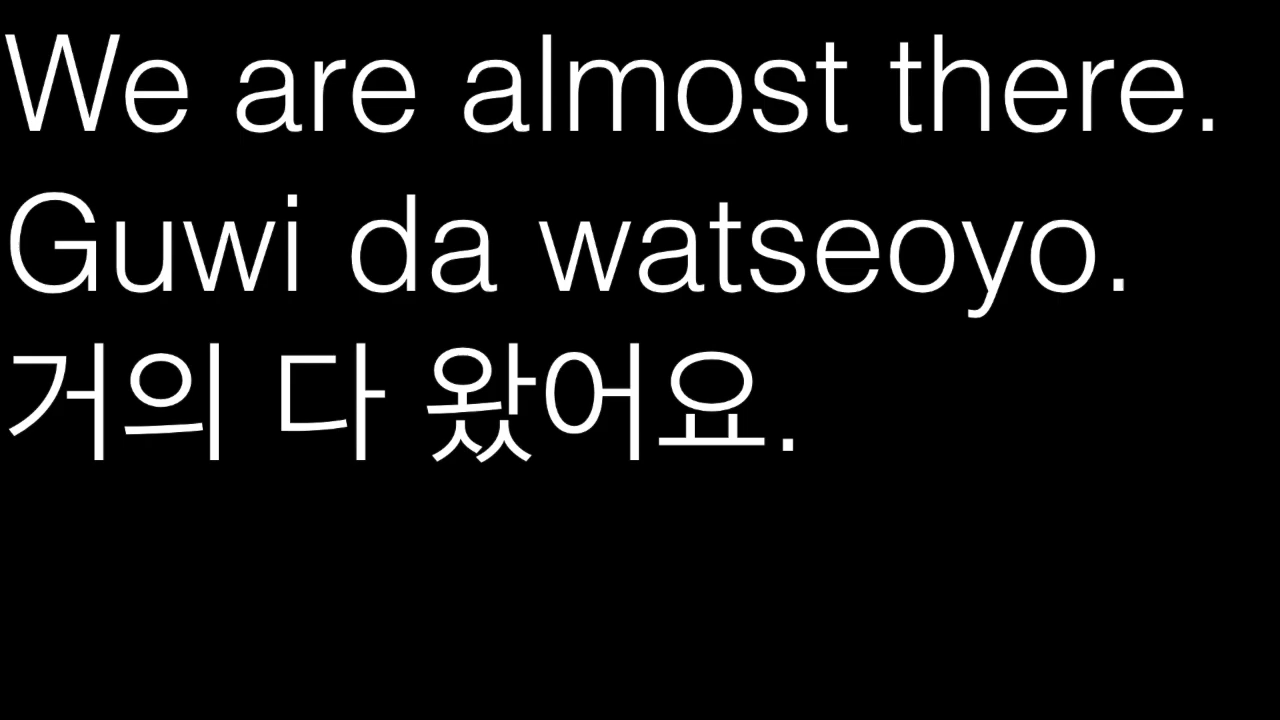 We are almost there.
Guwi da watseoyo.
거의 다 왔어요.